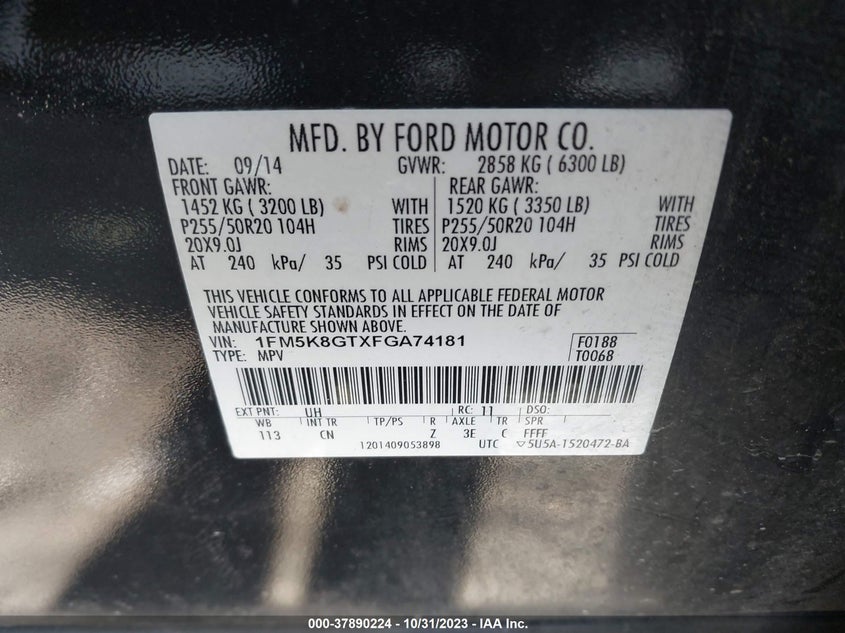 MFD. BY FORD MOTOR CO.
DATE: 09/14 GVWR: 2858 KG ( 6300 LB)
FRONT GAWR: REAR GAWR:
1452 KG ( 3200 LB) WITH 1520 KG ( 3350 LB) WITH
P255/50R20 104H TIRES P255/50R20 104H TIRES
20X9.0J RIMS 20X9.0J RIMS
AT 240 kPa/ 35 PSI COLD AT 240 kPa/ 35 PSI COLD
THIS VEHICLE CONFORMS TO ALL APPLICABLE FEDERAL MOTOR
VEHICLE SAFETY STANDARDS IN EFFECT ON THE DATE OF
MANUFACTURE SHOWN ABOVE.
VIN: 1FM5K8GTXFGA74181 F0188
TYPE: MPV T0068
EXT PNT: UH RC: 11 DSO:
WB INT TR TP/PS R AXLE TR SPR
113 CN Z 3E C FFFF
1201409053898 UTC ▽5U5A-1520472-BA
000-37890224 - 10/31/2023 - IAA Inc.